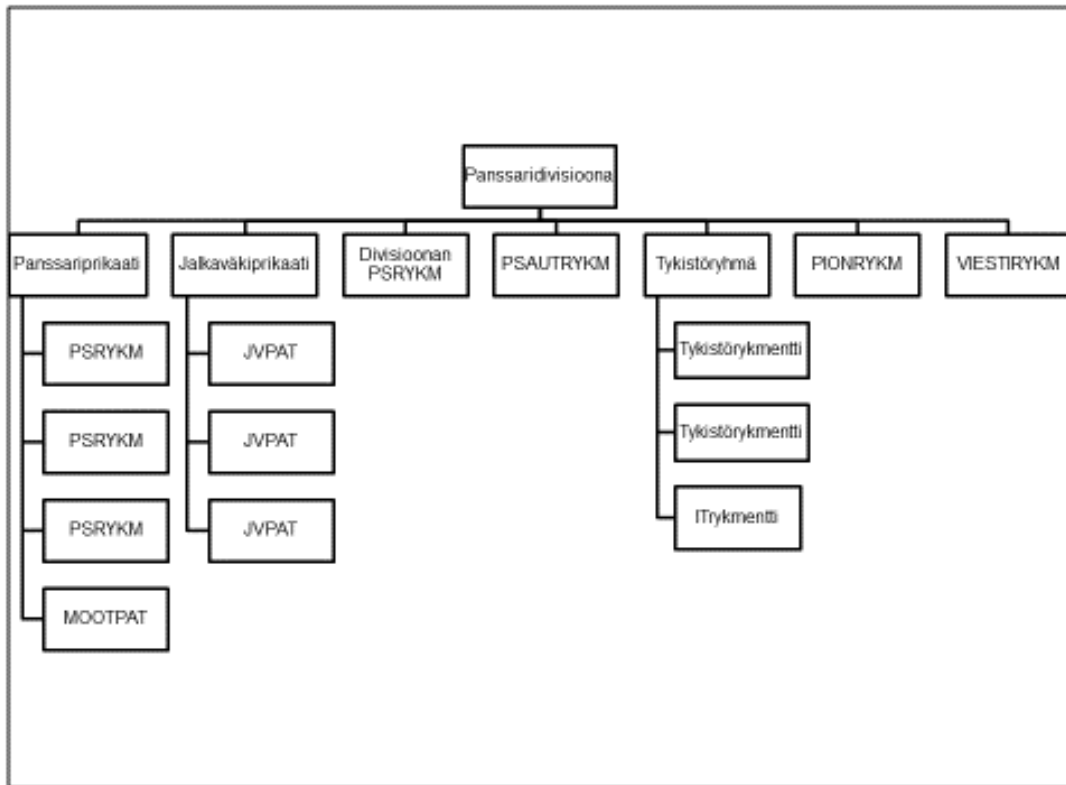 Panssaridivisioona
Panssariprikaati
Jalkaväkiprikaati
Divisioonan
PSRYKM
PSAUTRYKM
Tykistöryhmä
PIONRYKM
VIESTIRYKM
PSRYKM
PSRYKM
PSRYKM
MOOTPAT
JVPAT
JVPAT
JVPAT
Tykistörykmentti
Tykistörykmentti
ITrykmentti